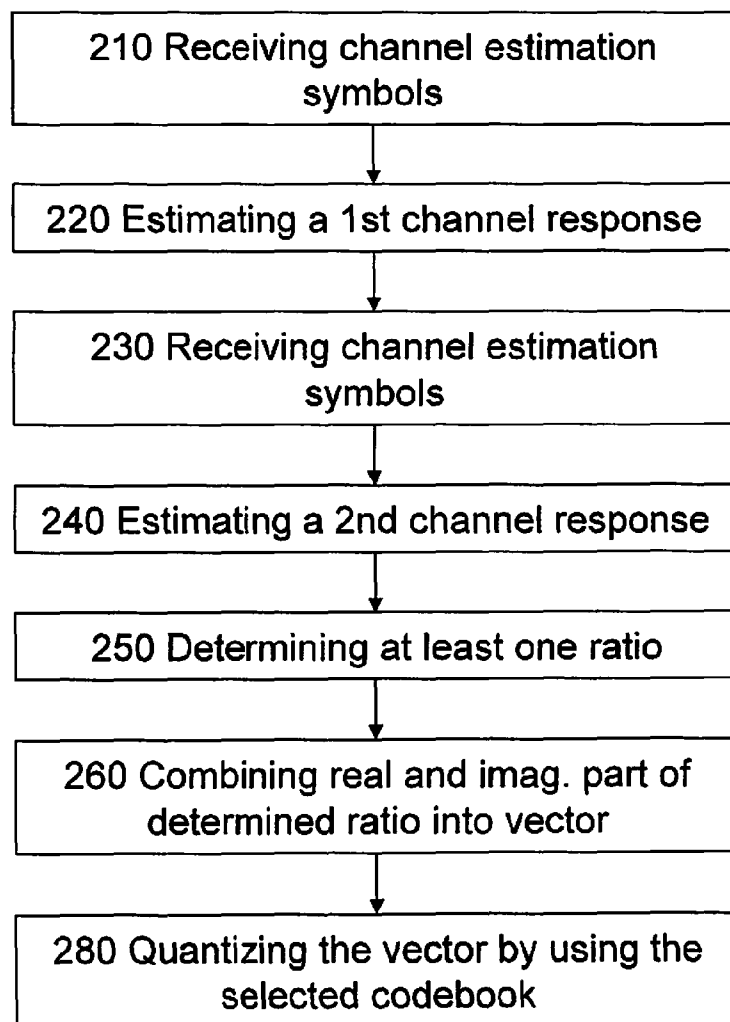 210 Receiving channel estimation
symbols
220 Estimating a 1st channel response
230 Receiving channel estimation
symbols
240 Estimating a 2nd channel response
250 Determining at least one ratio
260 Combining real and imag. part of
determined ratio into vector
280 Quantizing the vector by using the
selected codebook